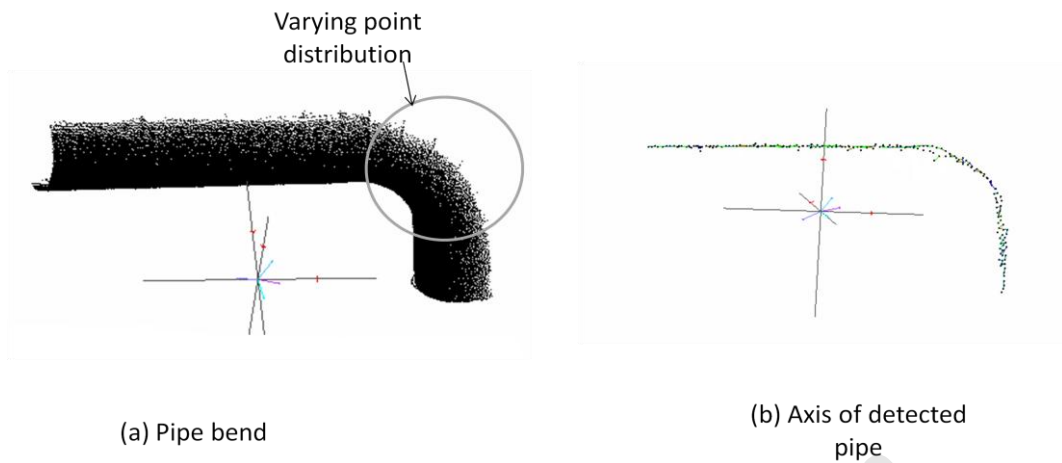 Varying point
distribution
(a) Pipe bend
(b) Axis of detected
pipe